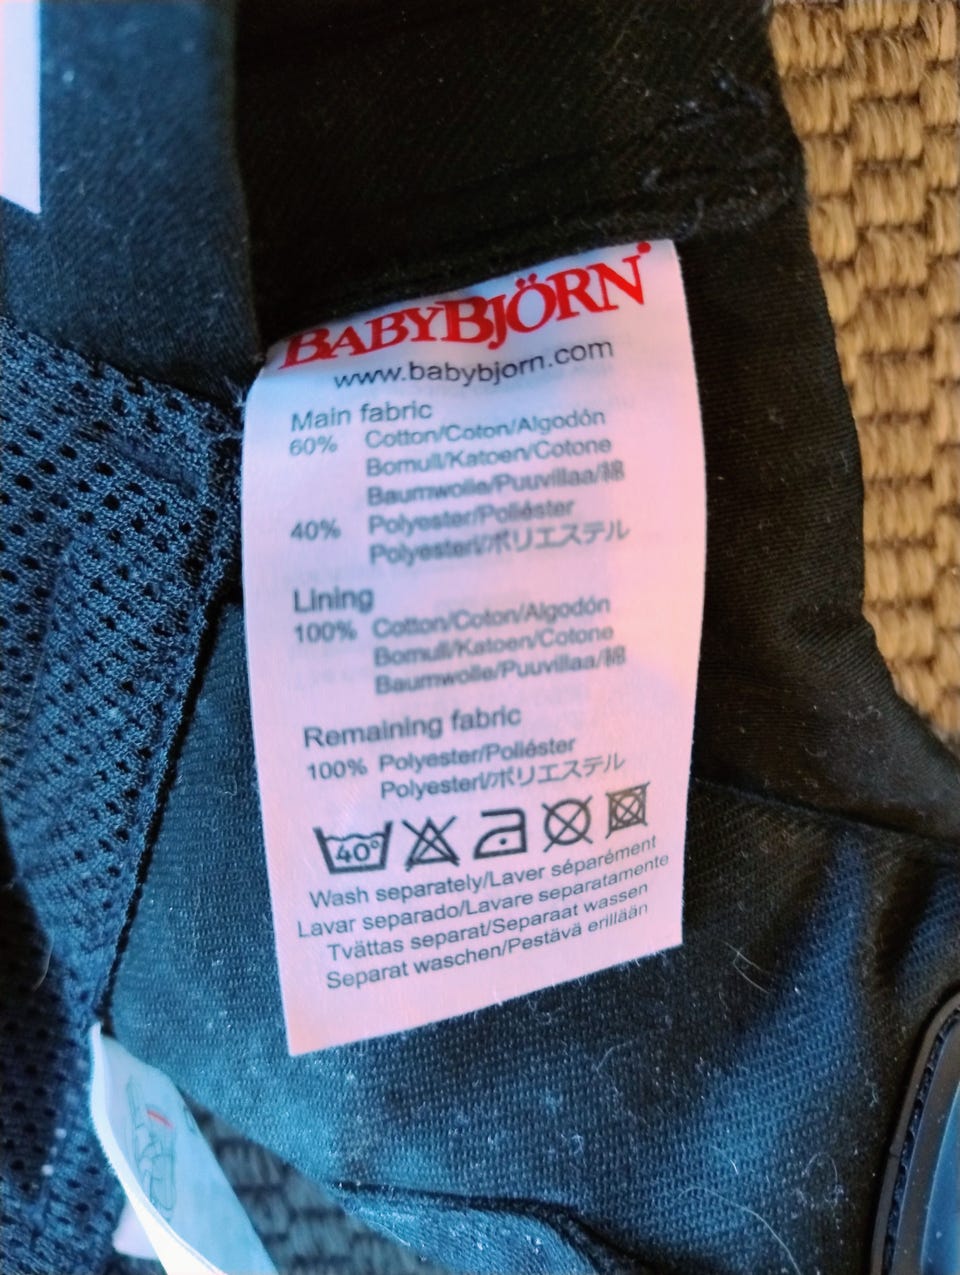 BABYBJÖRN
www.babybjorn.com
Main fabric
60% Cotton/Coton/Algodón
Bomull/Katoen/Cotone
Baumwolle/Puuvillaa/綿
40% Polyester/Poliéster
Polyesteri/ポリエステル
Lining
100% Cotton/Coton/Algodón
Bomull/Katoen/Cotone
Baumwolle/Puuvillaa/綿
Remaining fabric
100% Polyester/Poliéster
Polyesteri/ポリエステル
40°
Wash separately/Laver séparément
Lavar separado/Lavare separatamente
Tvättas separat/Separaat wassen
Separat waschen/Pestävä erillään